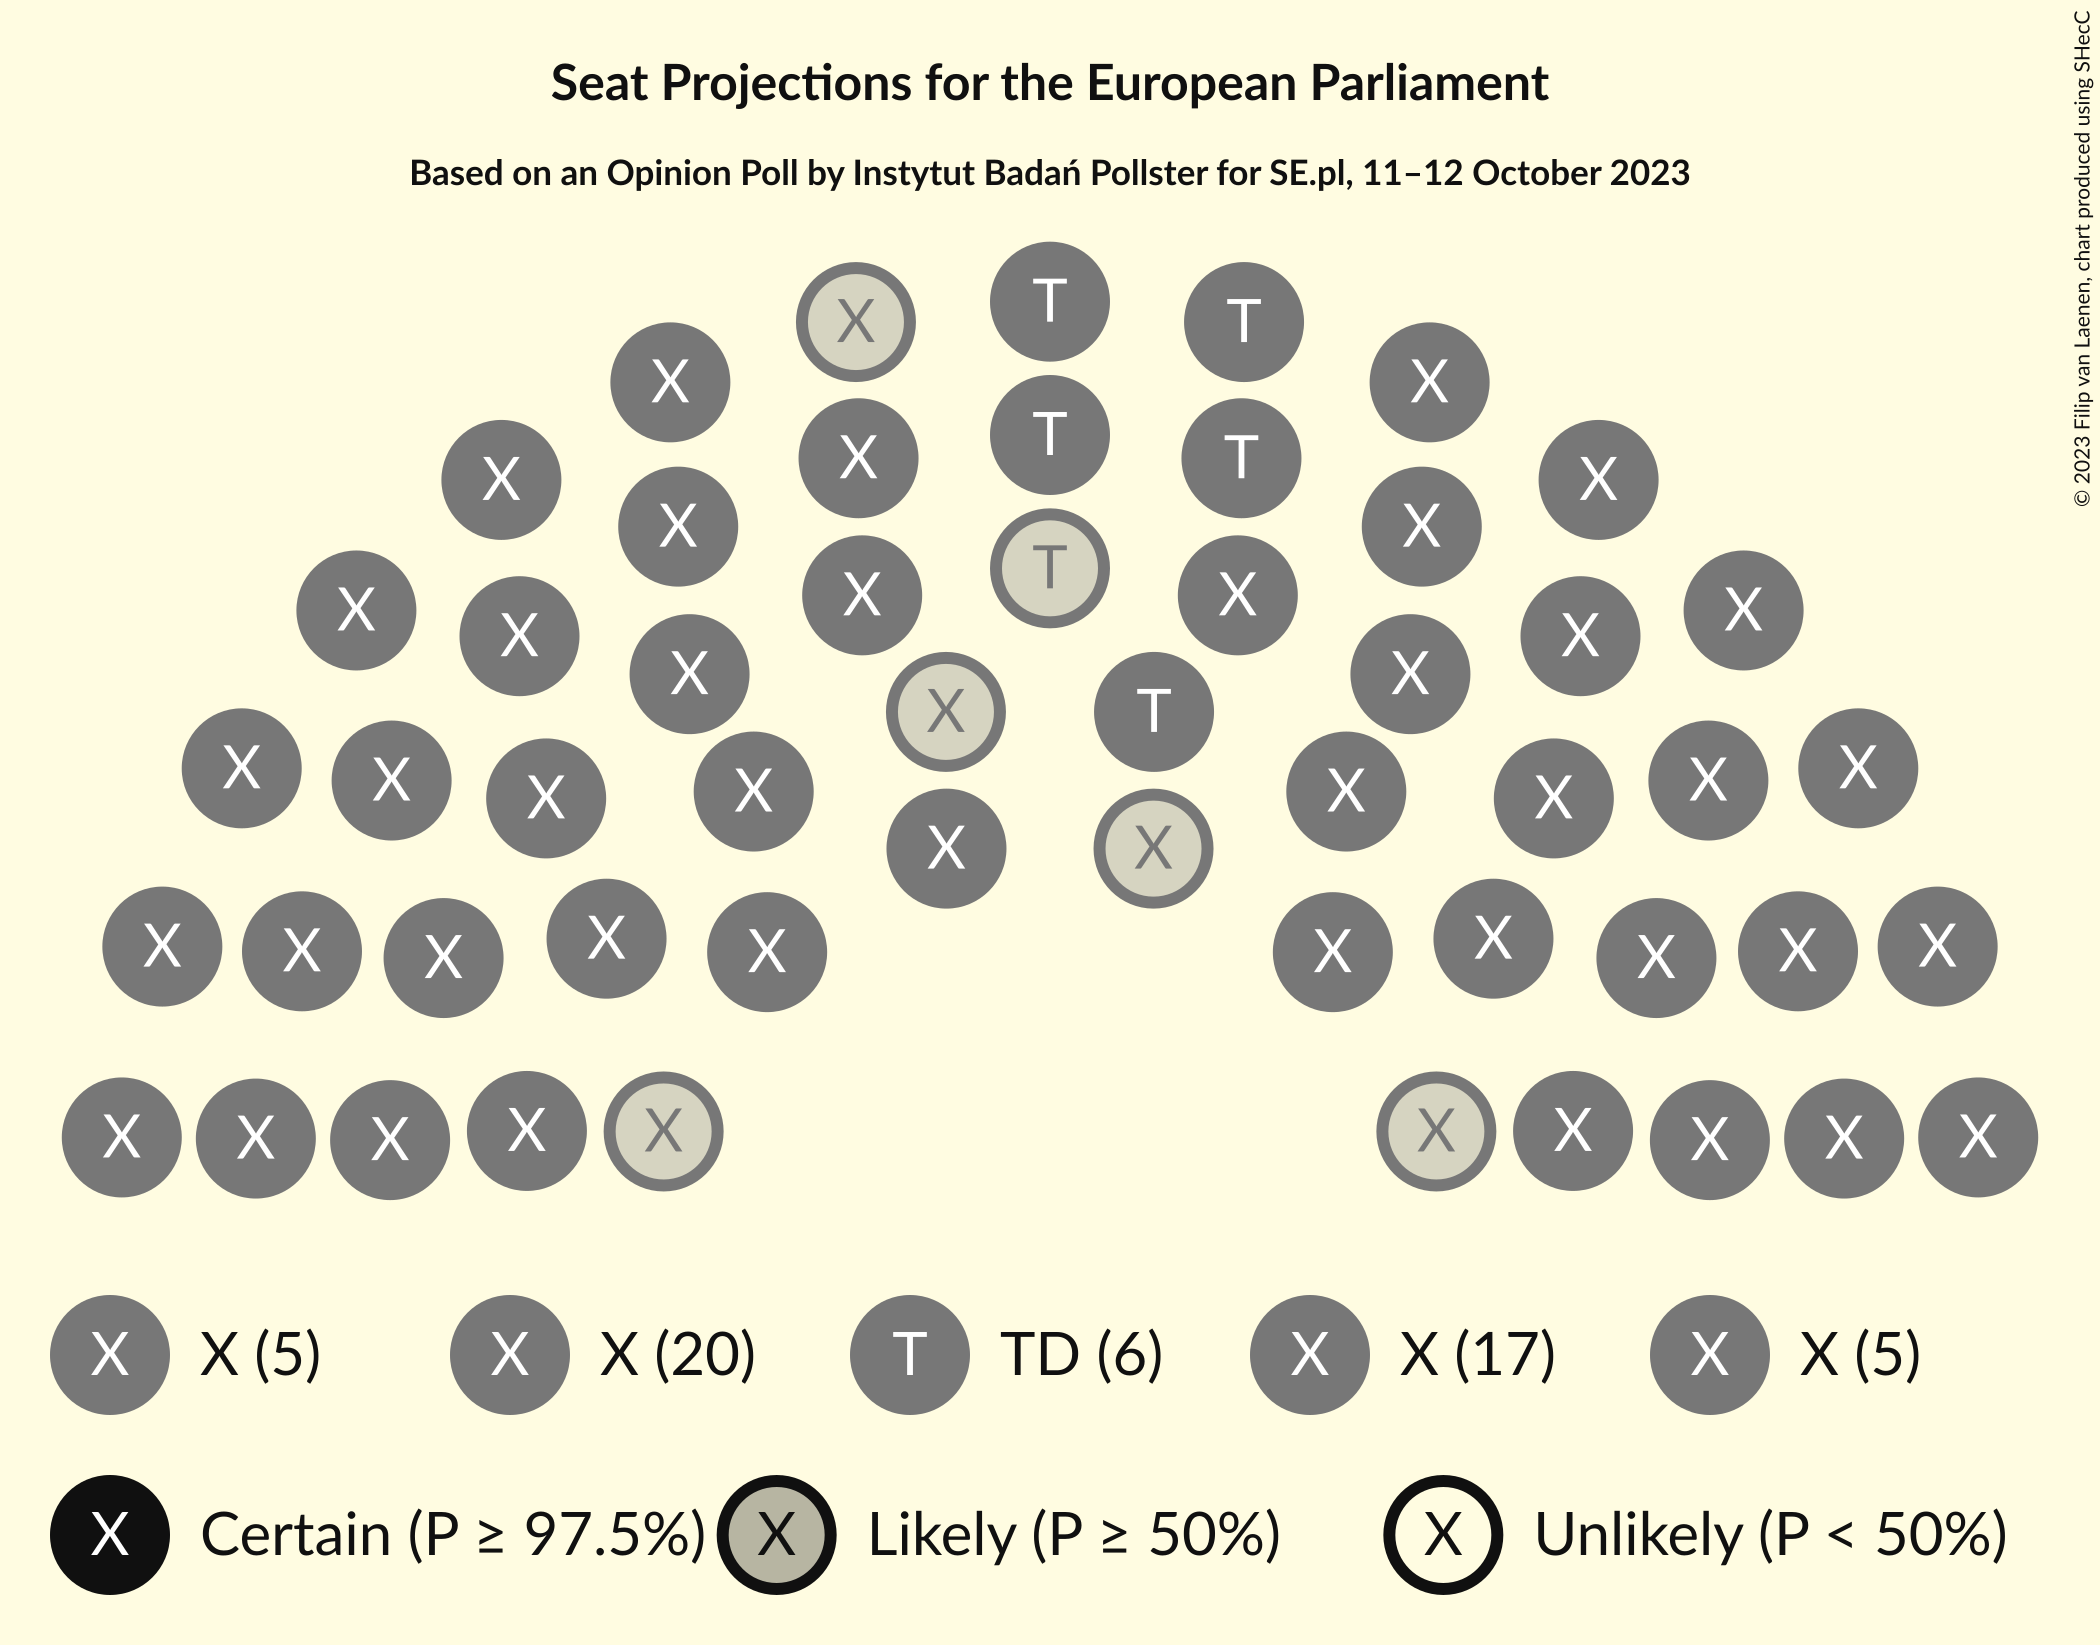 Seat Projections for the European Parliament
Based on an Opinion Poll by Instytut Badań Pollster for SE.pl, 11–12 October 2023
© 2023 Filip van Laenen, chart produced using SHecC
X T T
X X
X T T X
X X X X
X T X
X X X X
X X X X
X T
X X X X X X X X
X X
X X X X X X X X X X
X X X X X X X X X X
X X (5) X X (20) T TD (6) X X (17) X X (5)
X Certain (P ≥ 97.5%) X Likely (P ≥ 50%) X Unlikely (P < 50%)